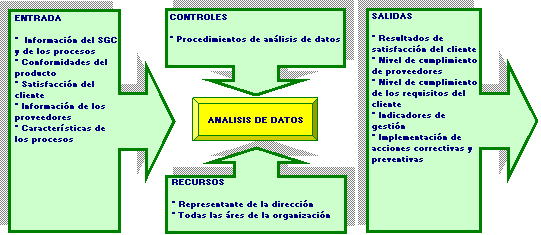 ENTRADA
* Información del SGC
y de los procesos
* Conformidades del
producto
* Satisfacción del
cliente
* Información de los
proveedores
* Características de
los procesos
CONTROLES
* Procedimientos de análisis de datos
ANALISIS DE DATOS
RECURSOS
* Representante de la dirección
* Todas las áres de la organización
SALIDAS
* Resultados de
satisfacción del cliente
* Nivel de cumplimiento
de proveedores
* Nivel de cumplimiento
de los requisitos del
cliente
* Indicadores de
gestión
* Implementación de
acciones correctivas y
preventivas